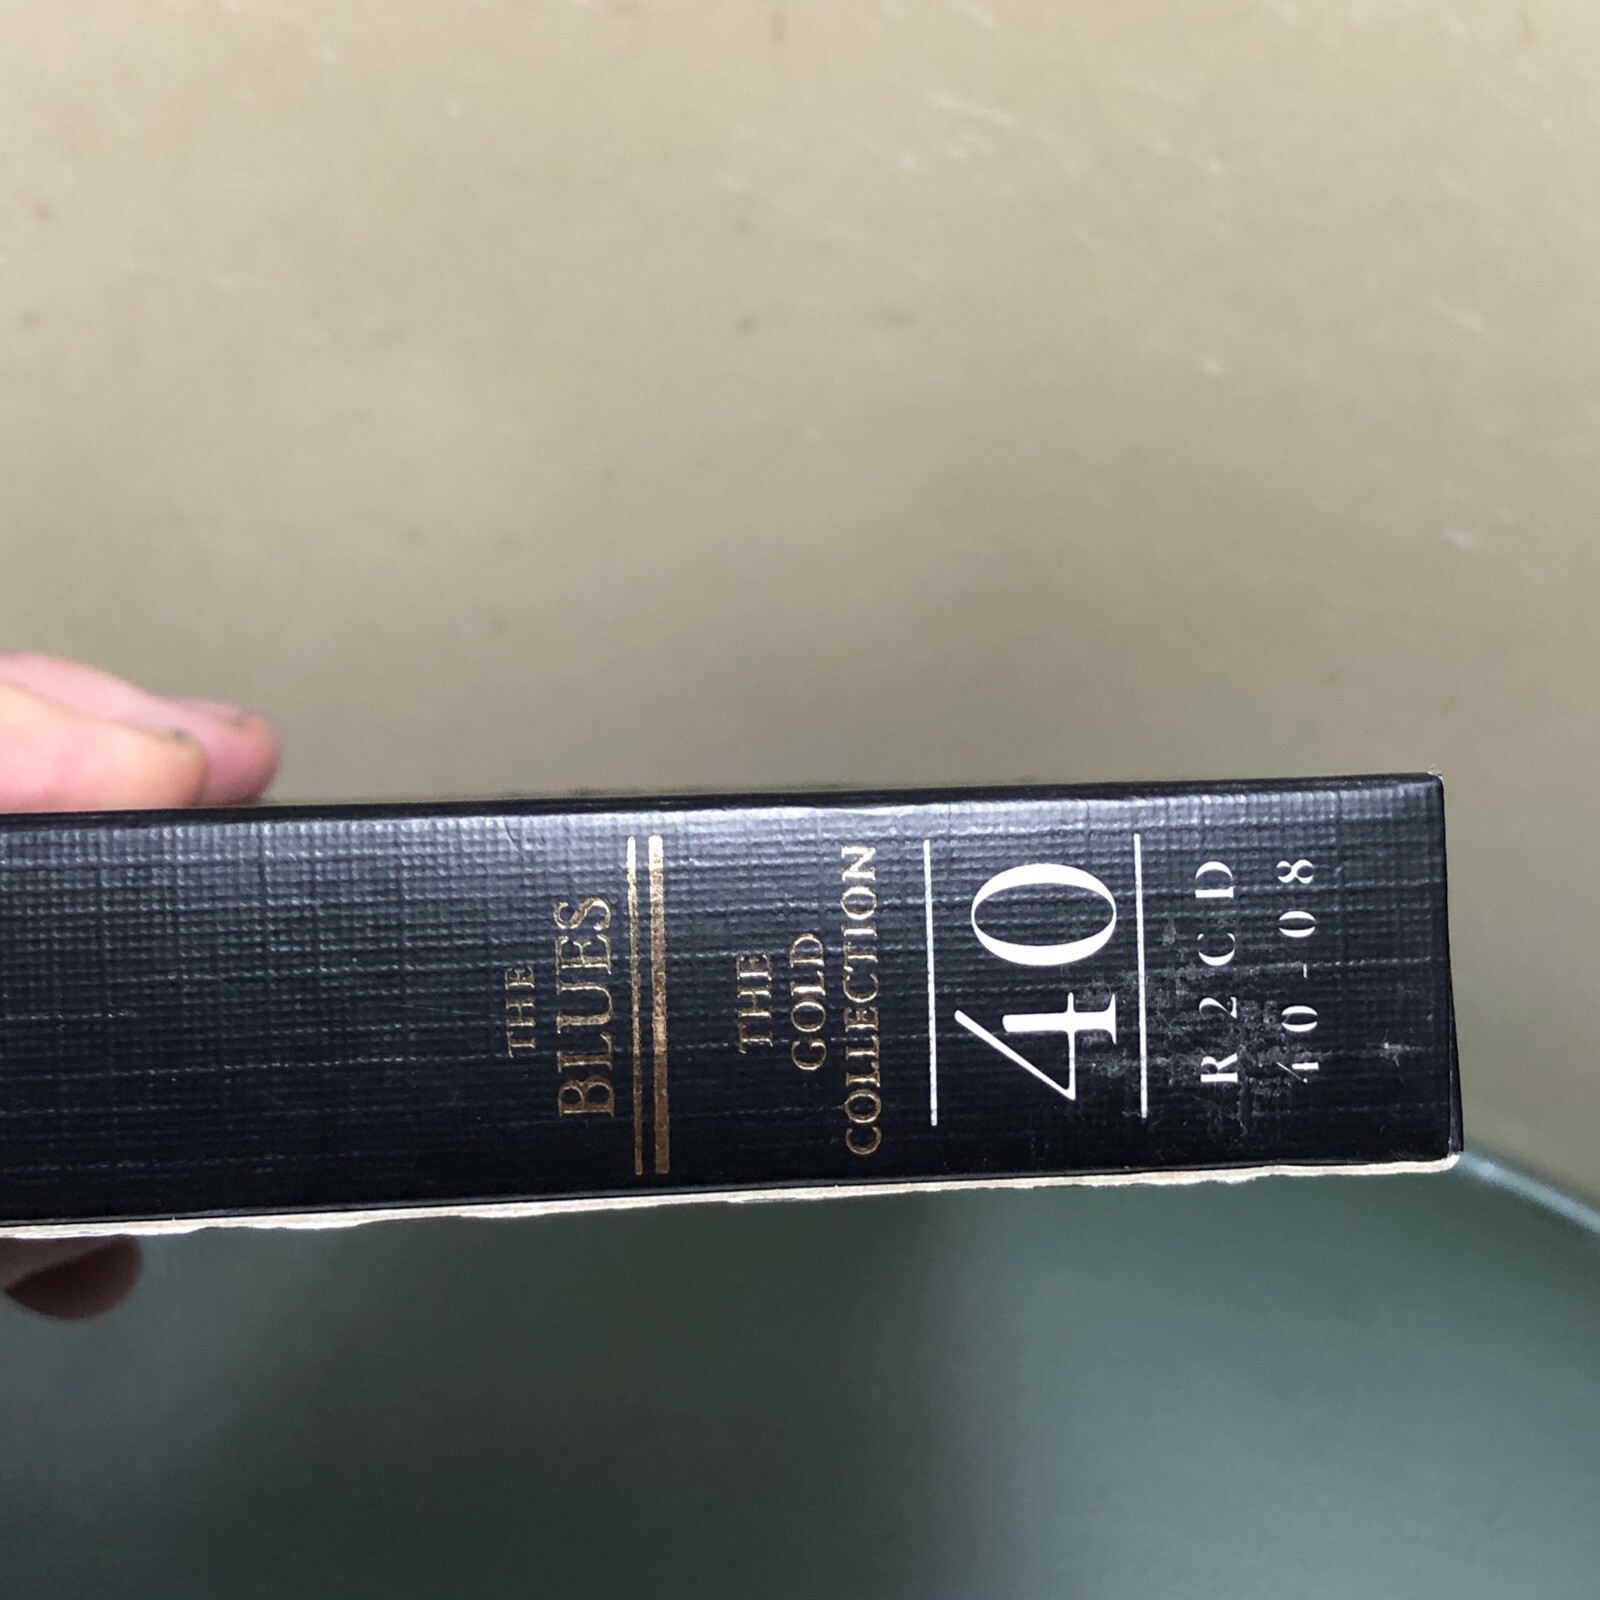 THE
BLUES
THE
GOLD
COLLECTION
40
R2CD
40-08